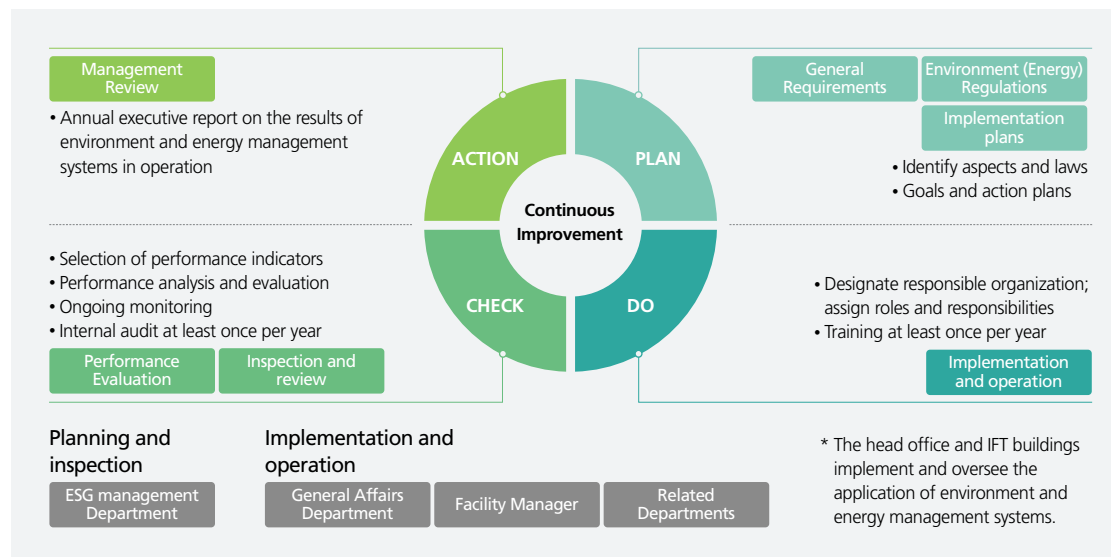 Management
Review
• Annual executive report on the results of
environment and energy management
systems in operation
General
Requirements
Environment (Energy)
Regulations
Implementation
plans
• Identify aspects and laws
• Goals and action plans
ACTION
PLAN
Continuous
Improvement
CHECK
DO
• Selection of performance indicators
• Performance analysis and evaluation
• Ongoing monitoring
• Internal audit at least once per year
Performance
Evaluation
Inspection and
review
• Designate responsible organization;
assign roles and responsibilities
• Training at least once per year
Implementation
and operation
Planning and
inspection
ESG management
Department
Implementation and
operation
General Affairs
Department
Facility Manager
Related
Departments
* The head office and IFT buildings
implement and oversee the
application of environment and
energy management systems.